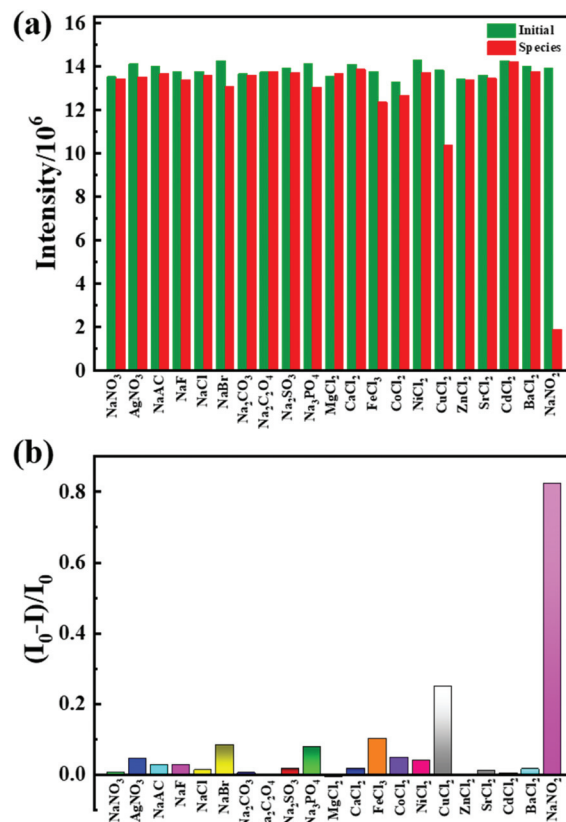 (a)
Initial
Species
Intensity/10⁶
16
14
12
10
8
6
4
2
0
NaNO₃
AgNO₃
NaAC
NaF
NaCl
NaBr
Na₂CO₃
Na₂C₂O₄
Na₂SO₃
Na₃PO₄
MgCl₂
CaCl₂
FeCl₃
CoCl₂
NiCl₂
CuCl₂
ZnCl₂
SrCl₂
CdCl₂
BaCl₂
NaNO₂
(b)
(I₀-I)/I₀
0.8
0.6
0.4
0.2
0.0
NaNO₃
AgNO₃
NaAC
NaF
NaCl
NaBr
Na₂CO₃
Na₂C₂O₄
Na₂SO₃
Na₃PO₄
MgCl₂
CaCl₂
FeCl₃
CoCl₂
NiCl₂
CuCl₂
ZnCl₂
SrCl₂
CdCl₂
BaCl₂
NaNO₂